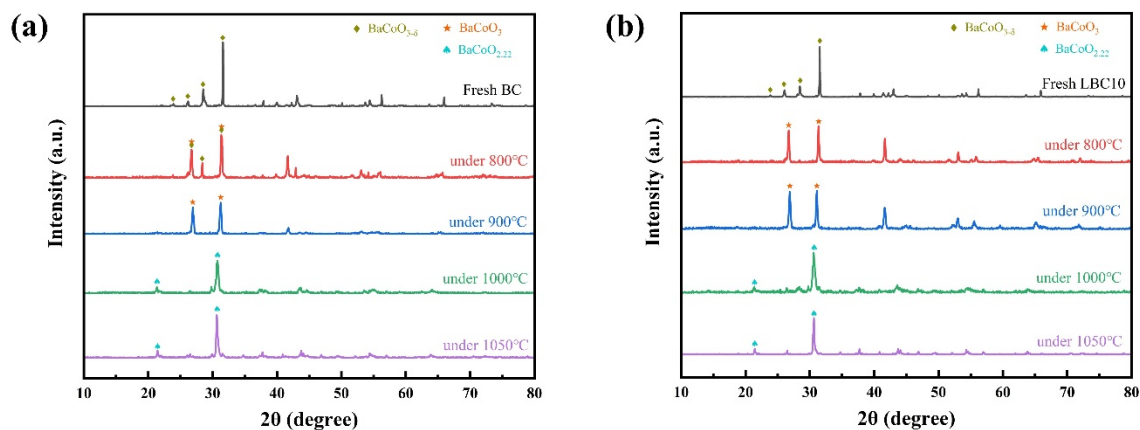 (a)
BaCoO3-δ
BaCoO3
BaCoO2.22
Fresh BC
under 800℃
under 900℃
under 1000℃
under 1050℃
Intensity (a.u.)
10 20 30 40 50 60 70 80
2θ (degree)
(b)
BaCoO3-δ
BaCoO3
BaCoO2.22
Fresh LBC10
under 800℃
under 900℃
under 1000℃
under 1050℃
Intensity (a.u.)
10 20 30 40 50 60 70 80
2θ (degree)